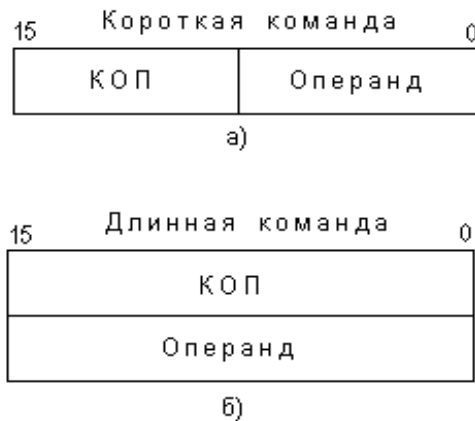 Короткая команда
15 0
КОП Операнд
а)
Длинная команда
15 0
КОП
Операнд
б)